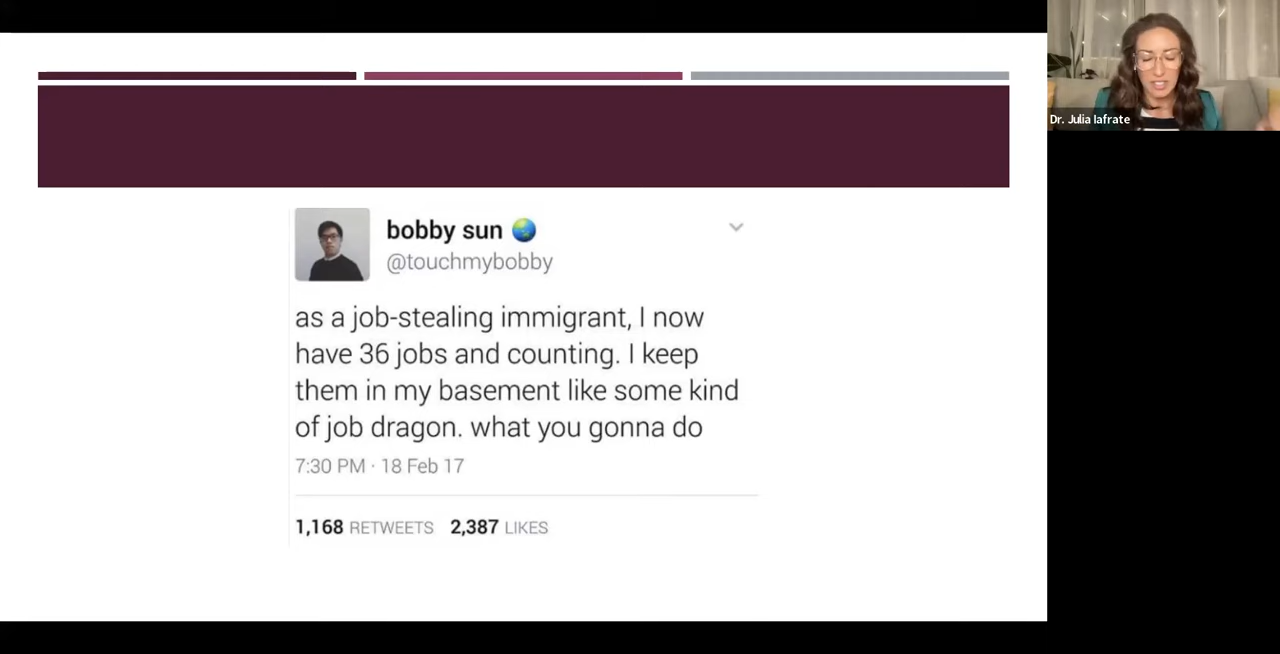 bobby sun 🌏
@touchmybobby
as a job-stealing immigrant, I now
have 36 jobs and counting. I keep
them in my basement like some kind
of job dragon. what you gonna do
7:30 PM · 18 Feb 17
1,168 RETWEETS 2,387 LIKES
Dr. Julia Iafrate